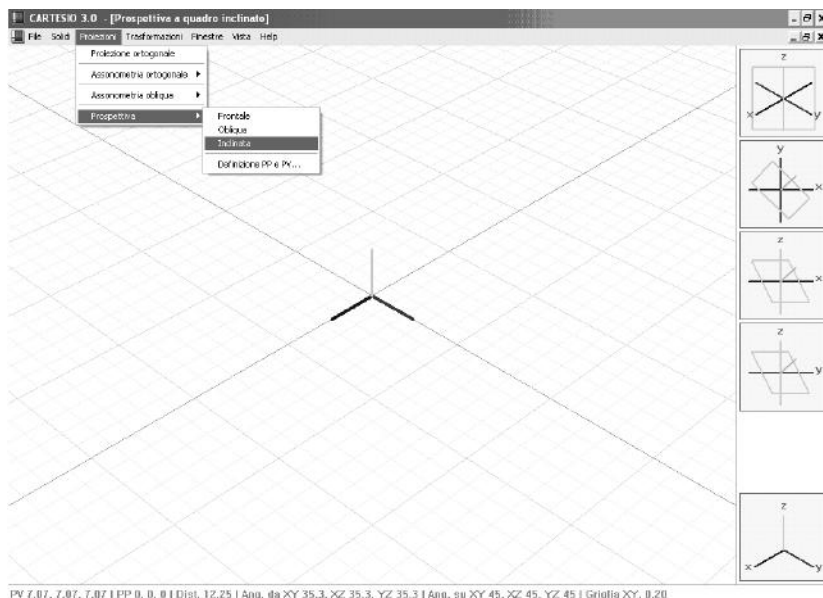 CARTESIO 3.0 - [Prospettiva a quadro inclinato]
File Solidi Proiezioni Trasformazioni Finestre Vista Help
Proiezione ortogonale
Assonometria ortogonale
Assonometria obliqua
Prospettiva
Frontale
Obliqua
Inclinata
Definizione PP e PV...
z
x y
y
x
z
x
z
y
z
x y
PV 7.07, 7.07, 7.07 | PP 0, 0, 0 | Dist. 12.25 | Ang. da XY 35.3, XZ 35.3, YZ 35.3 | Ang. su XY 45, XZ 45, YZ 45 | Griglia XY, 0.20